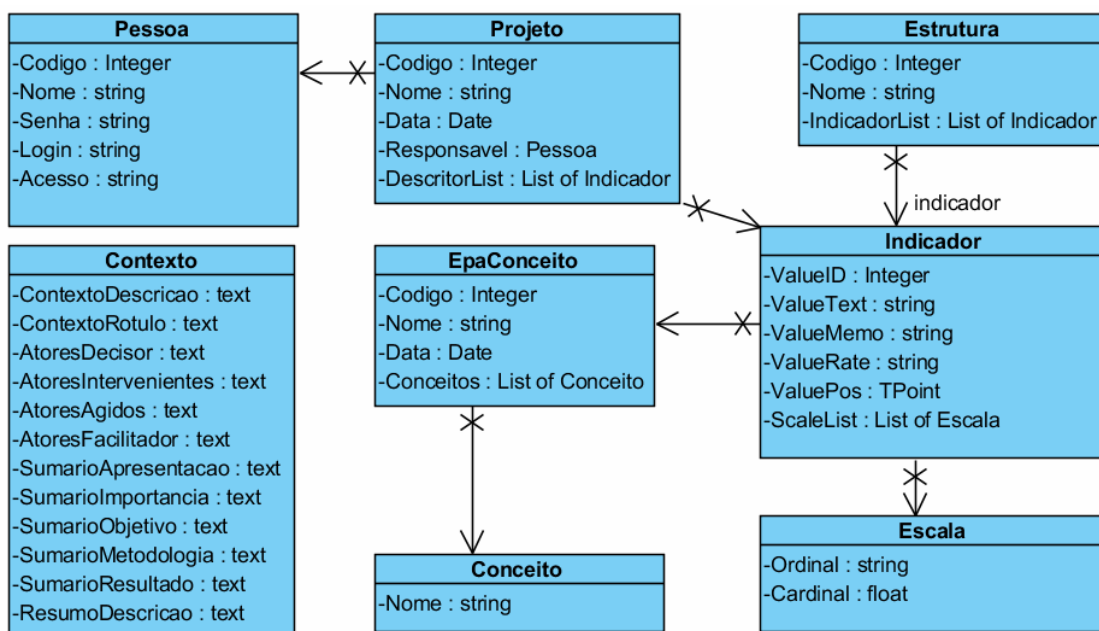 Pessoa
-Codigo : Integer
-Nome : string
-Senha : string
-Login : string
-Acesso : string
Projeto
-Codigo : Integer
-Nome : string
-Data : Date
-Responsavel : Pessoa
-DescritorList : List of Indicador
Estrutura
-Codigo : Integer
-Nome : string
-IndicadorList : List of Indicador
indicador
Contexto
-ContextoDescricao : text
-ContextoRotulo : text
-AtoresDecisor : text
-AtoresIntervenientes : text
-AtoresAgidos : text
-AtoresFacilitador : text
-SumarioApresentacao : text
-SumarioImportancia : text
-SumarioObjetivo : text
-SumarioMetodologia : text
-SumarioResultado : text
-ResumoDescricao : text
EpaConceito
-Codigo : Integer
-Nome : string
-Data : Date
-Conceitos : List of Conceito
Indicador
-ValueID : Integer
-ValueText : string
-ValueMemo : string
-ValueRate : string
-ValuePos : TPoint
-ScaleList : List of Escala
Conceito
-Nome : string
Escala
-Ordinal : string
-Cardinal : float